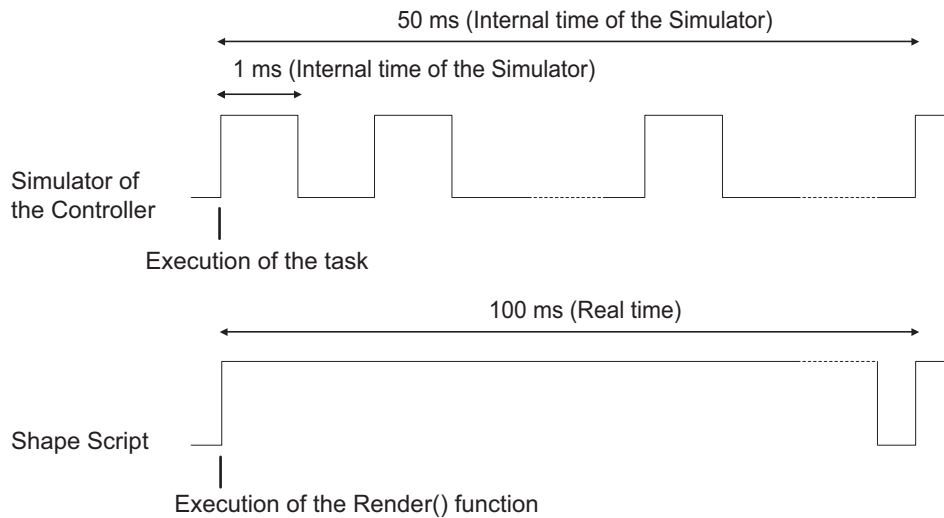 50 ms (Internal time of the Simulator)
1 ms (Internal time of the Simulator)
Simulator of
the Controller
Execution of the task
100 ms (Real time)
Shape Script
Execution of the Render() function